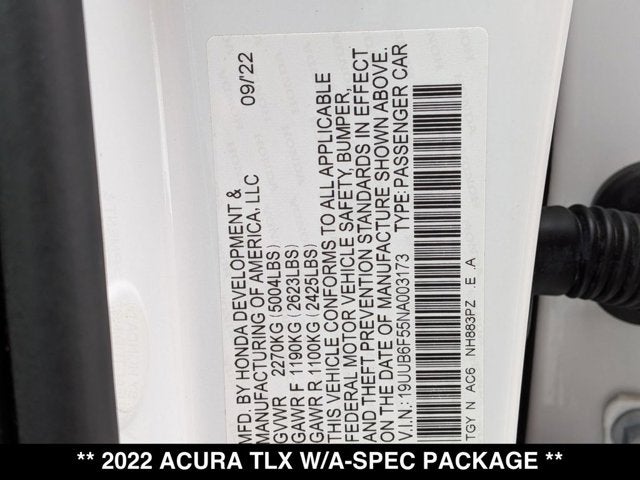 MFD. BY HONDA DEVELOPMENT & 09/'22
MANUFACTURING OF AMERICA, LLC
GVWR 2270KG (5004LBS)
GAWR F 1190KG (2623LBS)
GAWR R 1100KG (2425LBS)
THIS VEHICLE CONFORMS TO ALL APPLICABLE
FEDERAL MOTOR VEHICLE SAFETY, BUMPER,
AND THEFT PREVENTION STANDARDS IN EFFECT
ON THE DATE OF MANUFACTURE SHOWN ABOVE.
V.I.N.: 19UUB6F55NA003173 TYPE: PASSENGER CAR
TGY N AC6 NH883PZ E .A
** 2022 ACURA TLX W/A-SPEC PACKAGE **